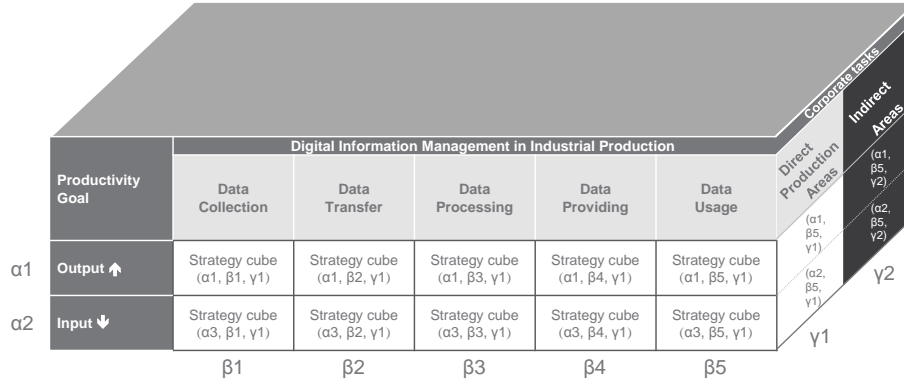 Corporate tasks
Indirect
Areas
Digital Information Management in Industrial Production
Direct
Production
Areas
Productivity
Goal
Data
Collection
Data
Transfer
Data
Processing
Data
Providing
Data
Usage
(α1,
β5,
γ2)
(α2,
β5,
γ2)
α1
Output 🡹
Strategy cube
(α1, β1, γ1)
Strategy cube
(α1, β2, γ1)
Strategy cube
(α1, β3, γ1)
Strategy cube
(α1, β4, γ1)
Strategy cube
(α1, β5, γ1)
(α1,
β5,
γ1)
α2
Input 🡻
Strategy cube
(α3, β1, γ1)
Strategy cube
(α3, β2, γ1)
Strategy cube
(α3, β3, γ1)
Strategy cube
(α3, β4, γ1)
Strategy cube
(α3, β5, γ1)
(α2,
β5,
γ1)
γ2
γ1
β1
β2
β3
β4
β5